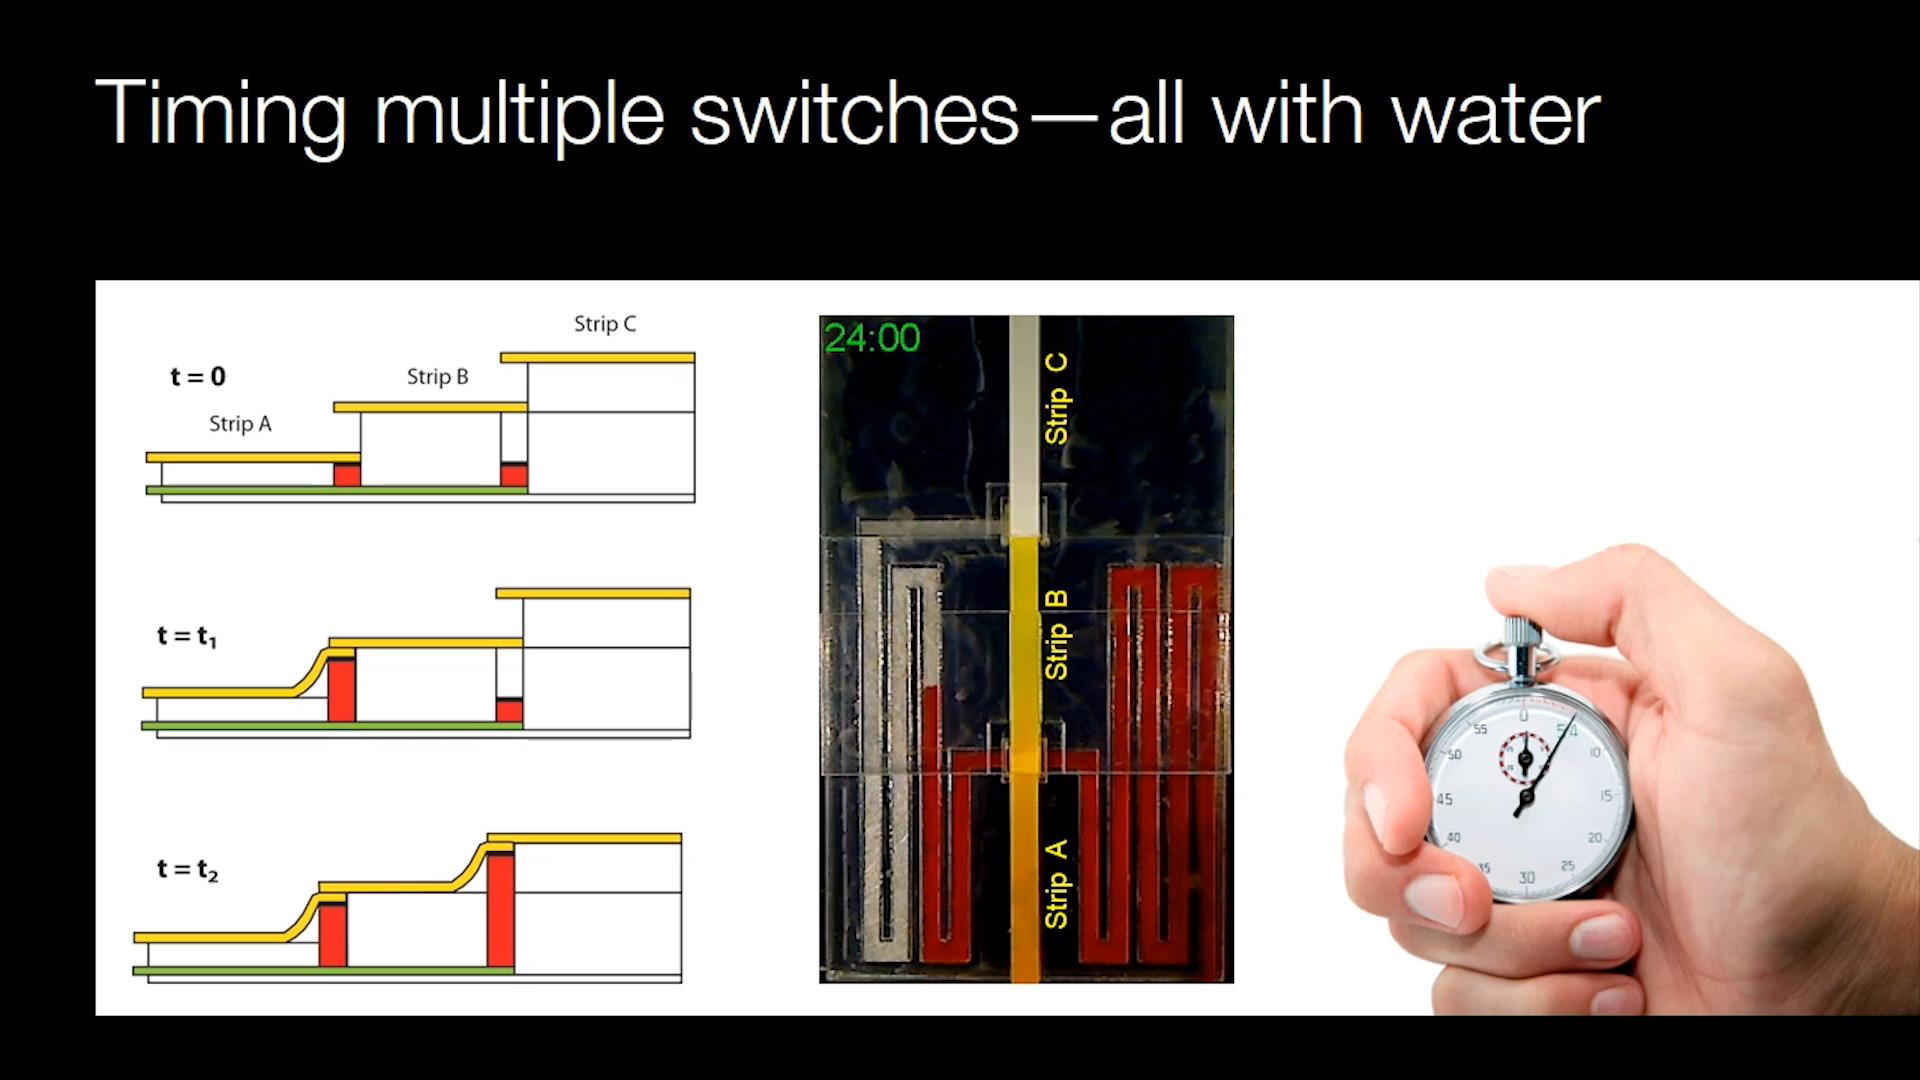 Timing multiple switches—all with water
Strip C
t = 0
Strip B
Strip A
t = t₁
t = t₂
24:00
Strip C
Strip B
Strip A
0
55
50
45
40
35
30
25
20
15
10